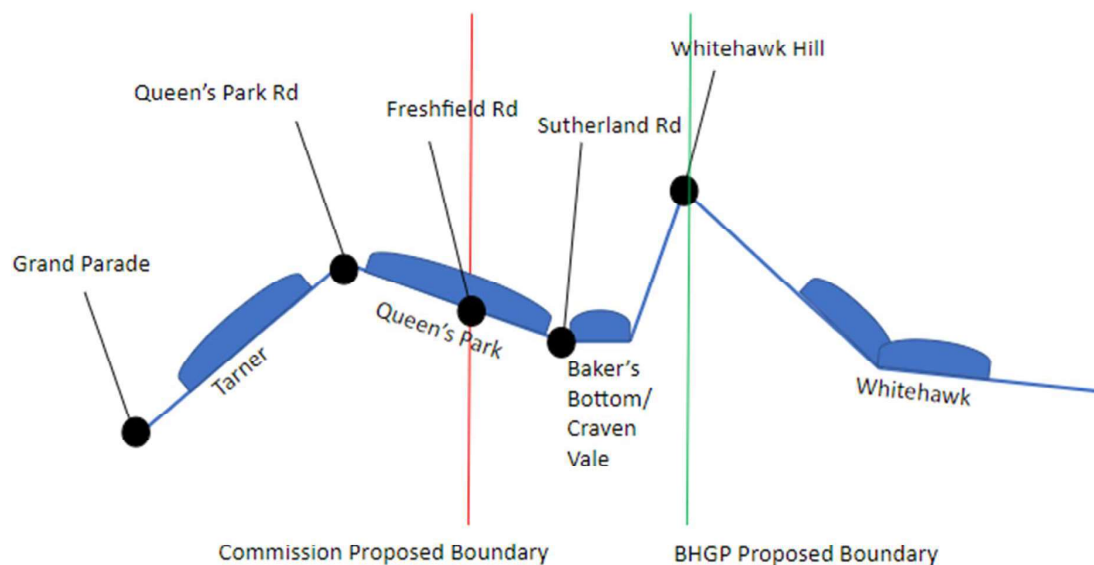 Whitehawk Hill
Queen's Park Rd
Freshfield Rd
Sutherland Rd
Grand Parade
Queen's Park
Tarner
Baker's
Bottom/
Craven
Vale
Whitehawk
Commission Proposed Boundary
BHGP Proposed Boundary